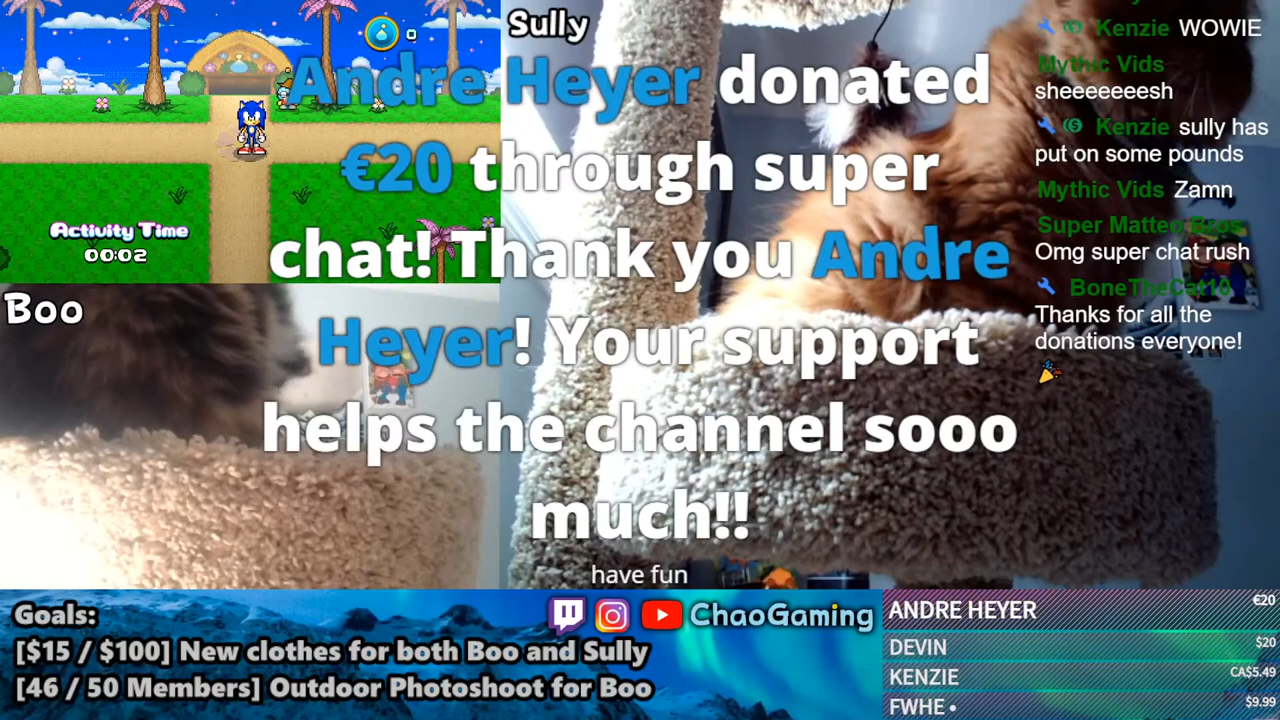 0
Activity Time
00:02
Sully
Boo
Andre Heyer donated
€20 through super
chat! Thank you Andre
Heyer! Your support
helps the channel sooo
much!!
have fun
Kenzie WOWIE
Mythic Vids
sheeeeeesh
Kenzie sully has
put on some pounds
Mythic Vids Zamn
Super Matteo Bros
Omg super chat rush
BoneTheCat10
Thanks for all the
donations everyone!
Goals:
[$15 / $100] New clothes for both Boo and Sully
[46 / 50 Members] Outdoor Photoshoot for Boo
ChaoGaming
ANDRE HEYER €20
DEVIN $20
KENZIE CA$5.49
FWHE • $9.99